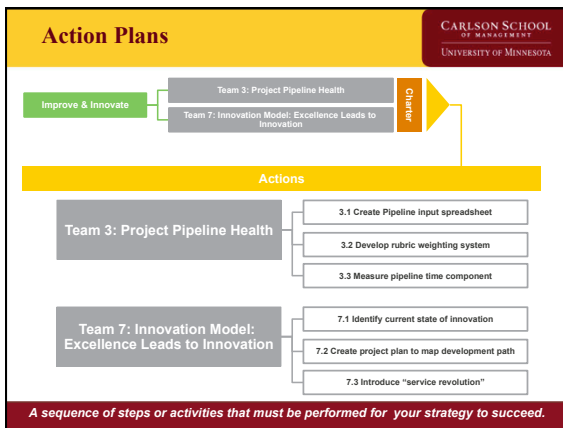 Action Plans
CARLSON SCHOOL
OF MANAGEMENT
UNIVERSITY OF MINNESOTA
Improve & Innovate
Team 3: Project Pipeline Health
Team 7: Innovation Model: Excellence Leads to
Innovation
Charter
Actions
Team 3: Project Pipeline Health
3.1 Create Pipeline input spreadsheet
3.2 Develop rubric weighting system
3.3 Measure pipeline time component
Team 7: Innovation Model:
Excellence Leads to Innovation
7.1 Identify current state of innovation
7.2 Create project plan to map development path
7.3 Introduce “service revolution”
A sequence of steps or activities that must be performed for your strategy to succeed.